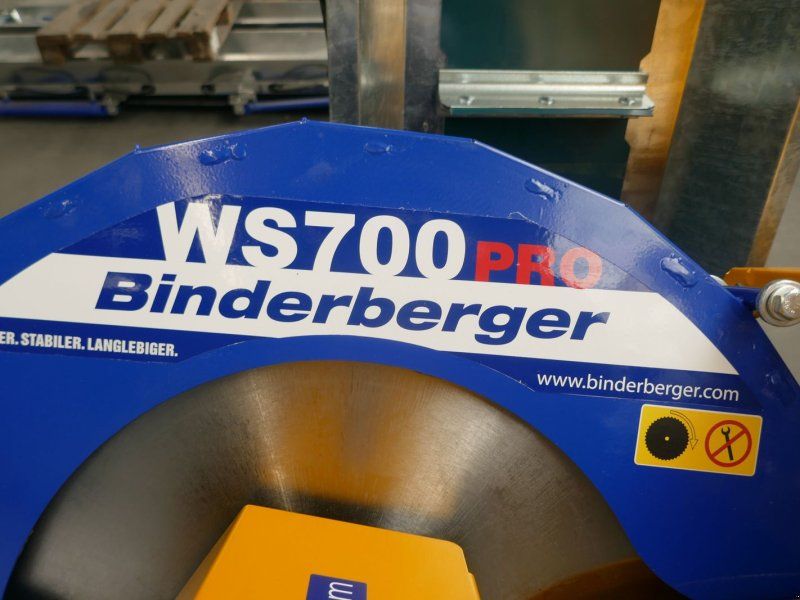 WS700 PRO
Binderberger
ER. STABILER. LANGLEBIGER.
www.binderberger.com
m